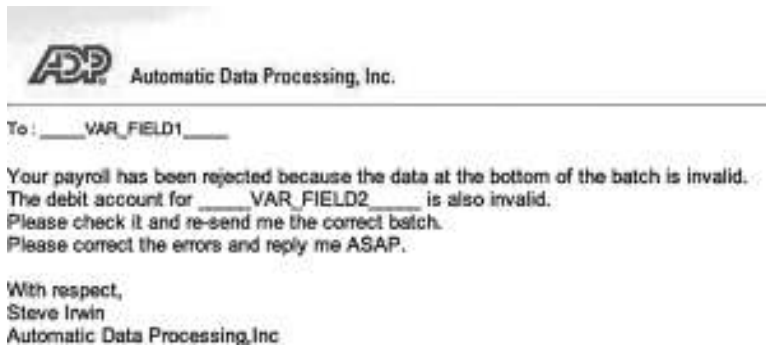 ADP Automatic Data Processing, Inc.
To : _____VAR_FIELD1_____
Your payroll has been rejected because the data at the bottom of the batch is invalid.
The debit account for _____VAR_FIELD2_____ is also invalid.
Please check it and re-send me the correct batch.
Please correct the errors and reply me ASAP.
With respect,
Steve Irwin
Automatic Data Processing,Inc